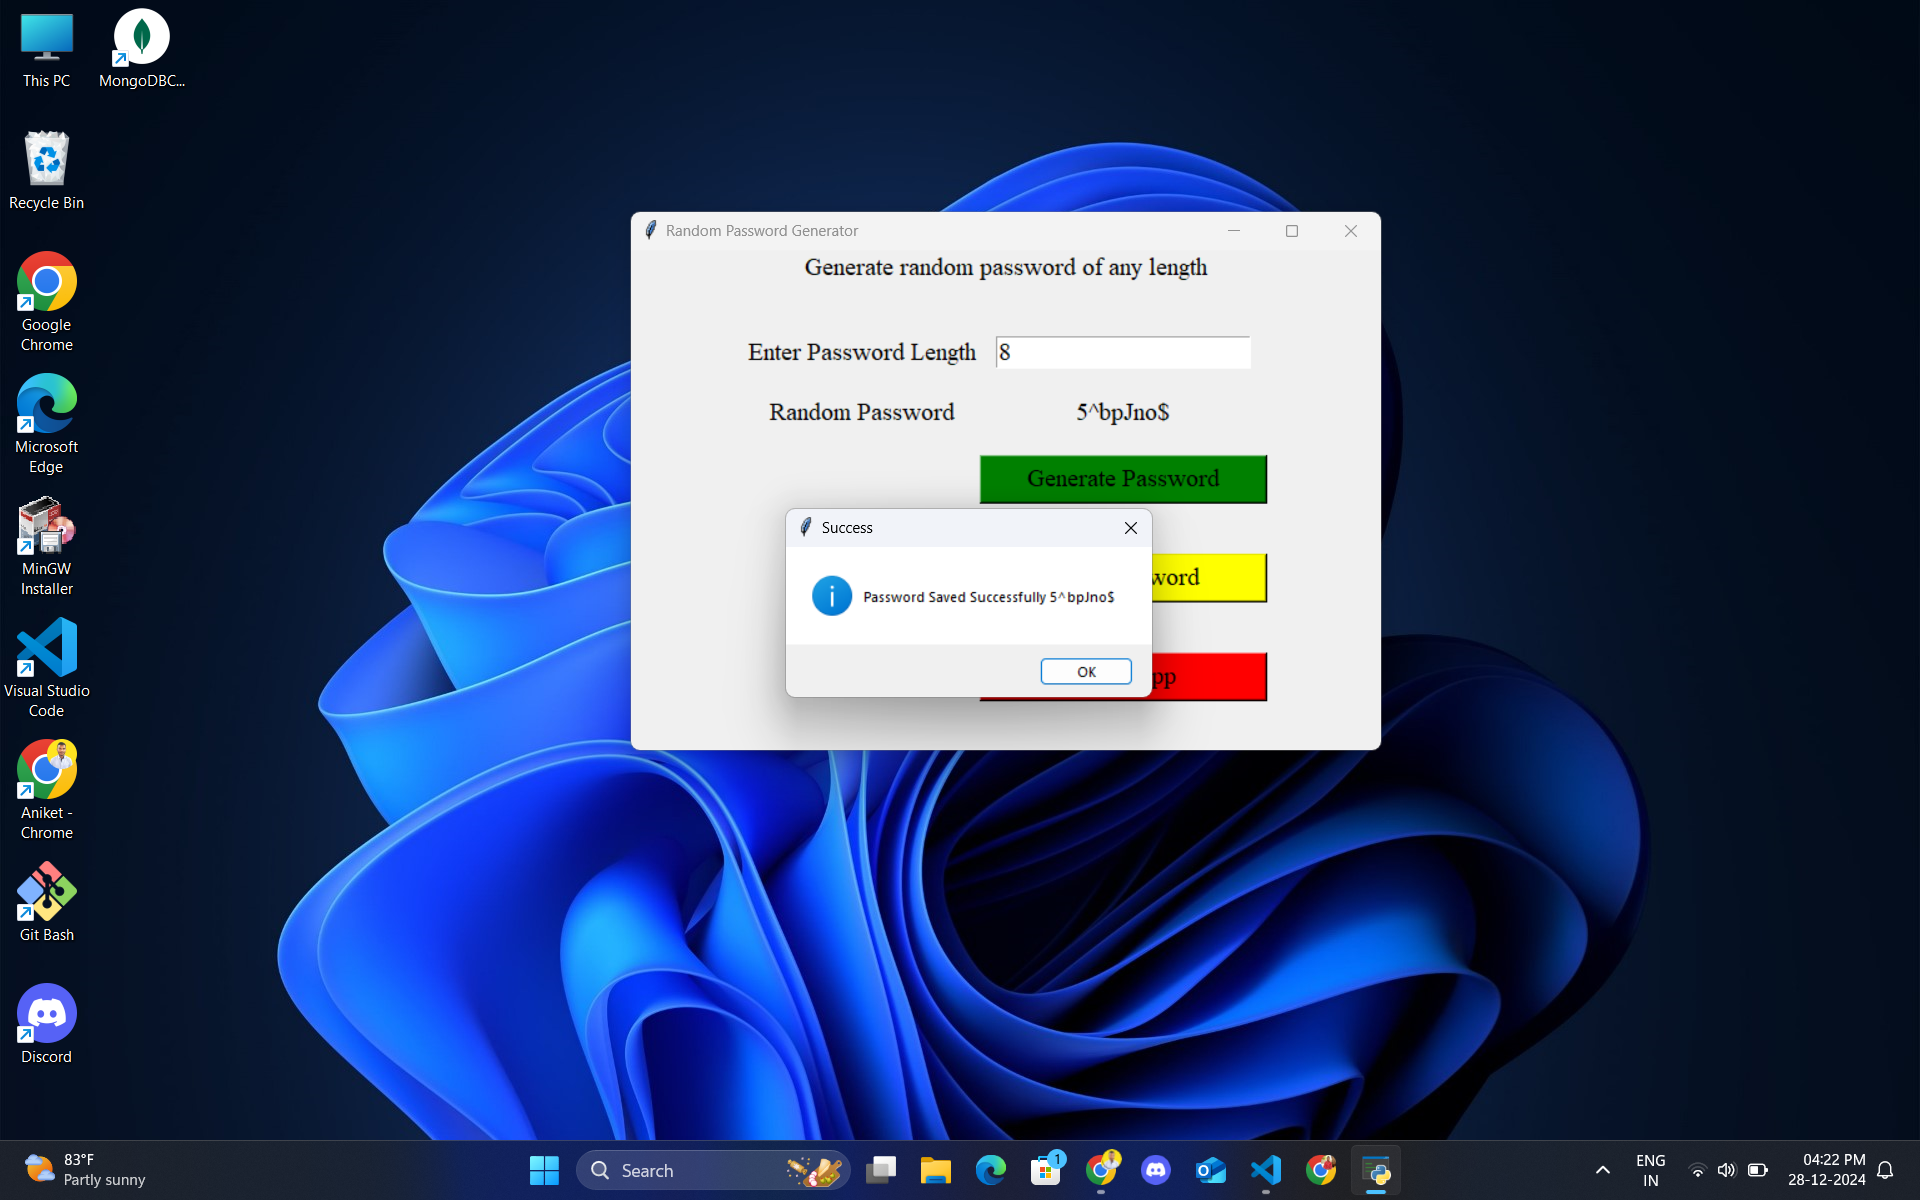 This PC
MongoDBC...
Recycle Bin
Google
Chrome
Microsoft
Edge
MinGW
Installer
Visual Studio
Code
Aniket -
Chrome
Git Bash
Discord
Random Password Generator
Generate random password of any length
Enter Password Length 8
Random Password 5^bpJno$
Generate Password
word
pp
Success
Password Saved Successfully 5^bpJno$
OK
83°F
Partly sunny
Search
1
ENG
IN
04:22 PM
28-12-2024